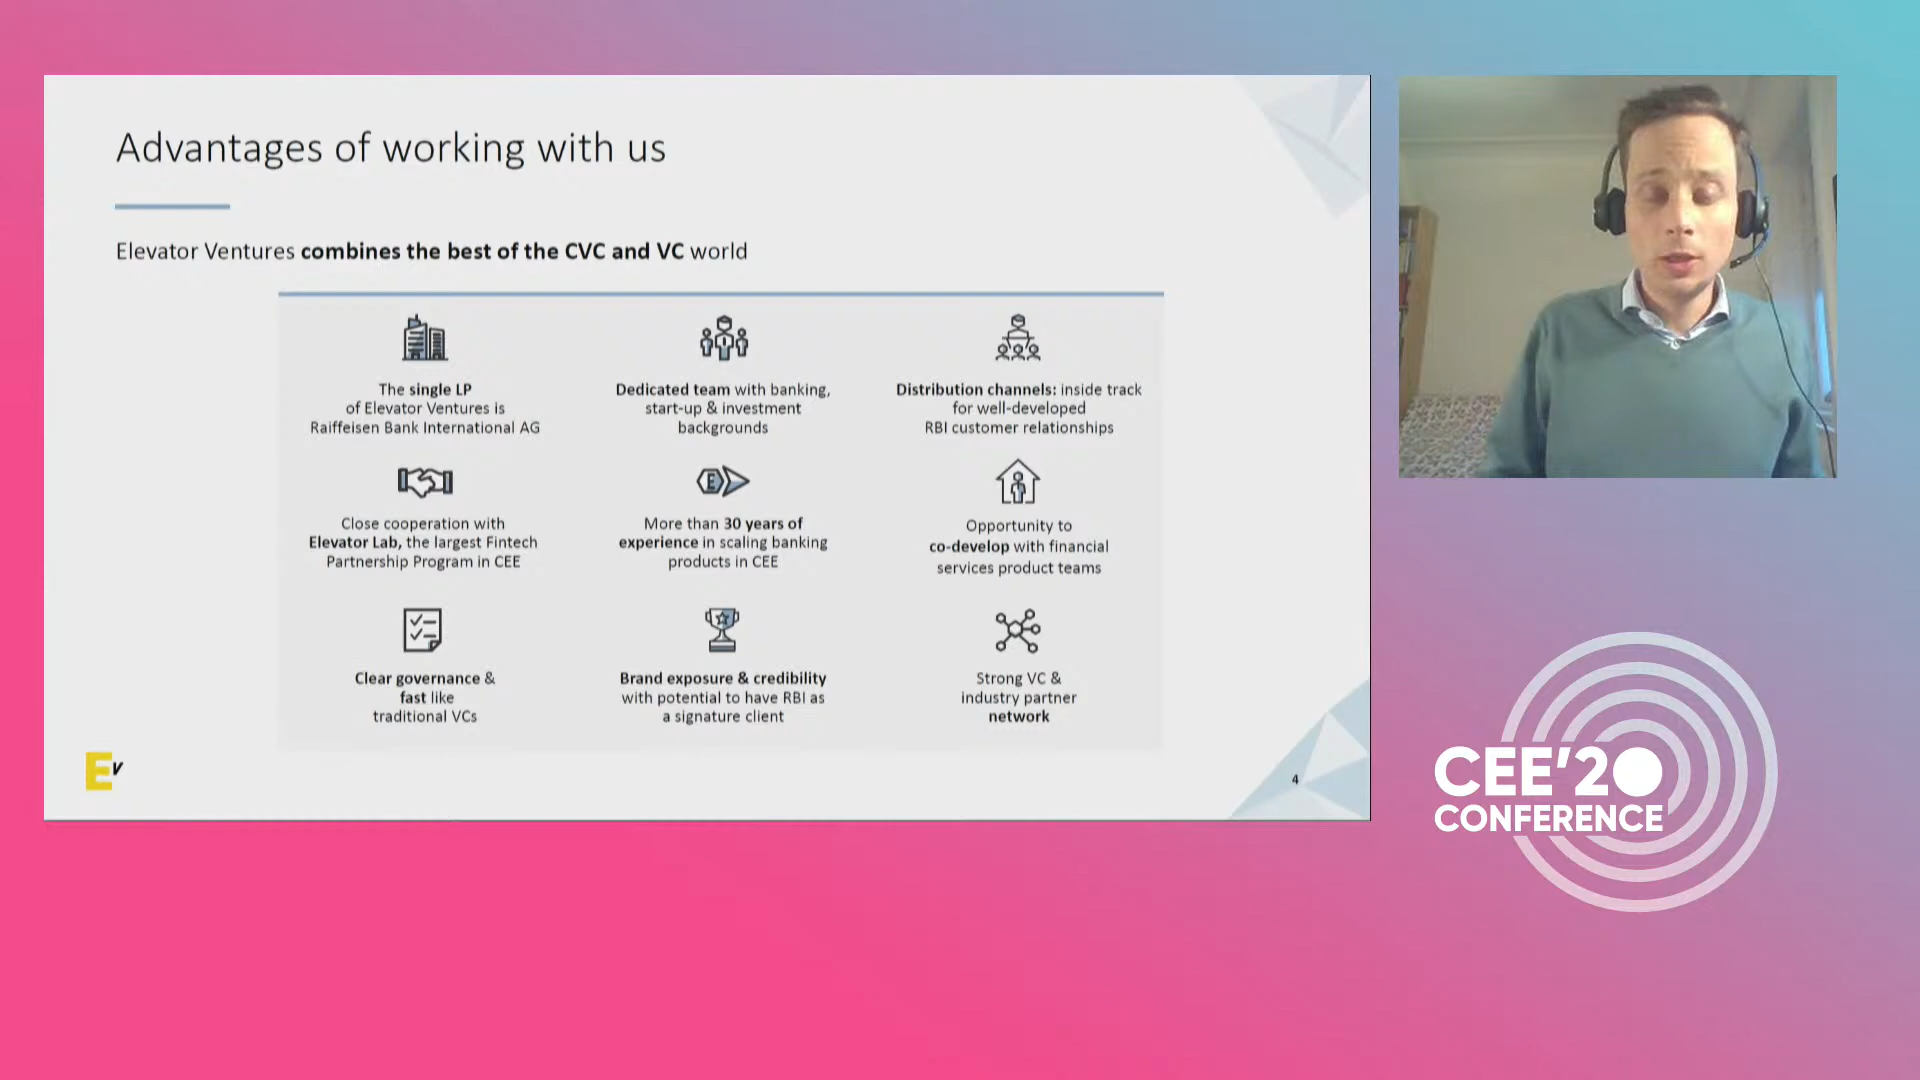 Advantages of working with us
Elevator Ventures combines the best of the CVC and VC world
The single LP
of Elevator Ventures is
Raiffeisen Bank International AG
Dedicated team with banking,
start-up & investment
backgrounds
Distribution channels: inside track
for well-developed
RBI customer relationships
Close cooperation with
Elevator Lab, the largest Fintech
Partnership Program in CEE
E
More than 30 years of
experience in scaling banking
products in CEE
Opportunity to
co-develop with financial
services product teams
Clear governance &
fast like
traditional VCs
Brand exposure & credibility
with potential to have RBI as
a signature client
Strong VC &
industry partner
network
EV
4
CEE'20
CONFERENCE